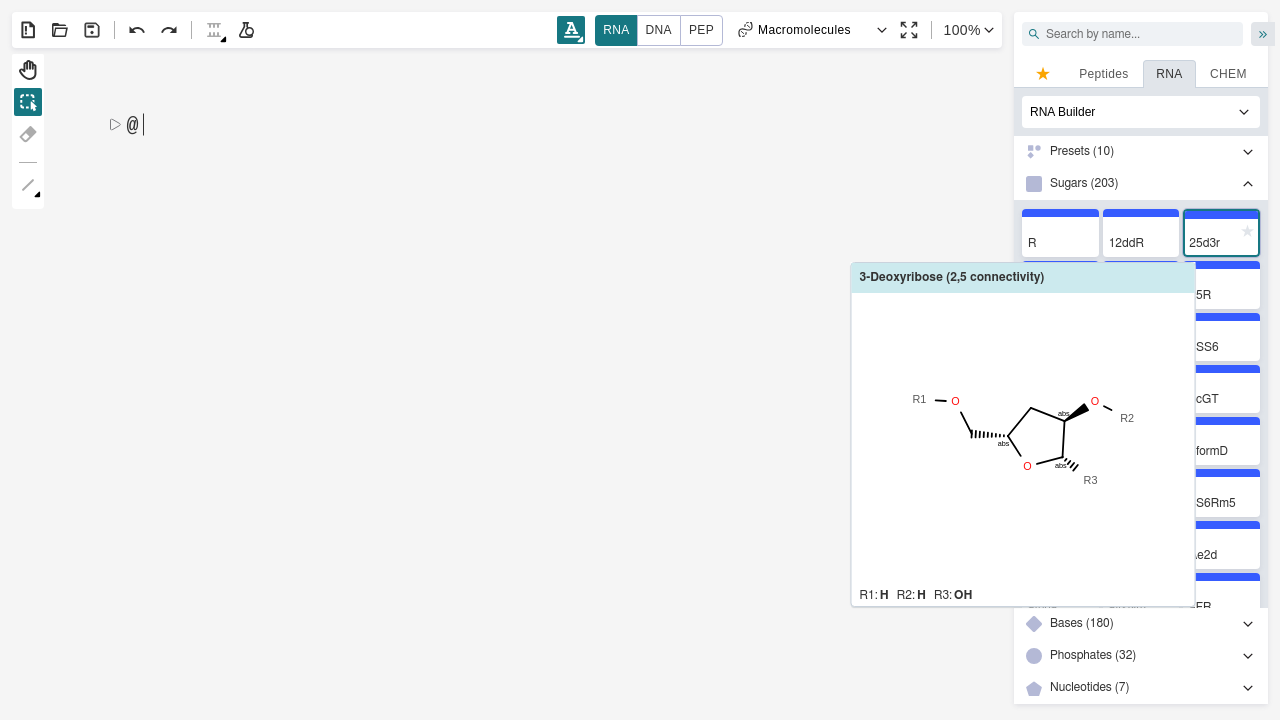 RNA DNA PEP Macromolecules 100%
Search by name...
Peptides RNA CHEM
@
RNA Builder
Presets (10)
Sugars (203)
R 12ddR 25d3r
3-Deoxyribose (2,5 connectivity)
5R
SS6
cGT
R1 O abs O R2
abs
formD
O abs
R3
S6Rm5
e2d
R1: H R2: H R3: OH
FR
Bases (180)
Phosphates (32)
Nucleotides (7)